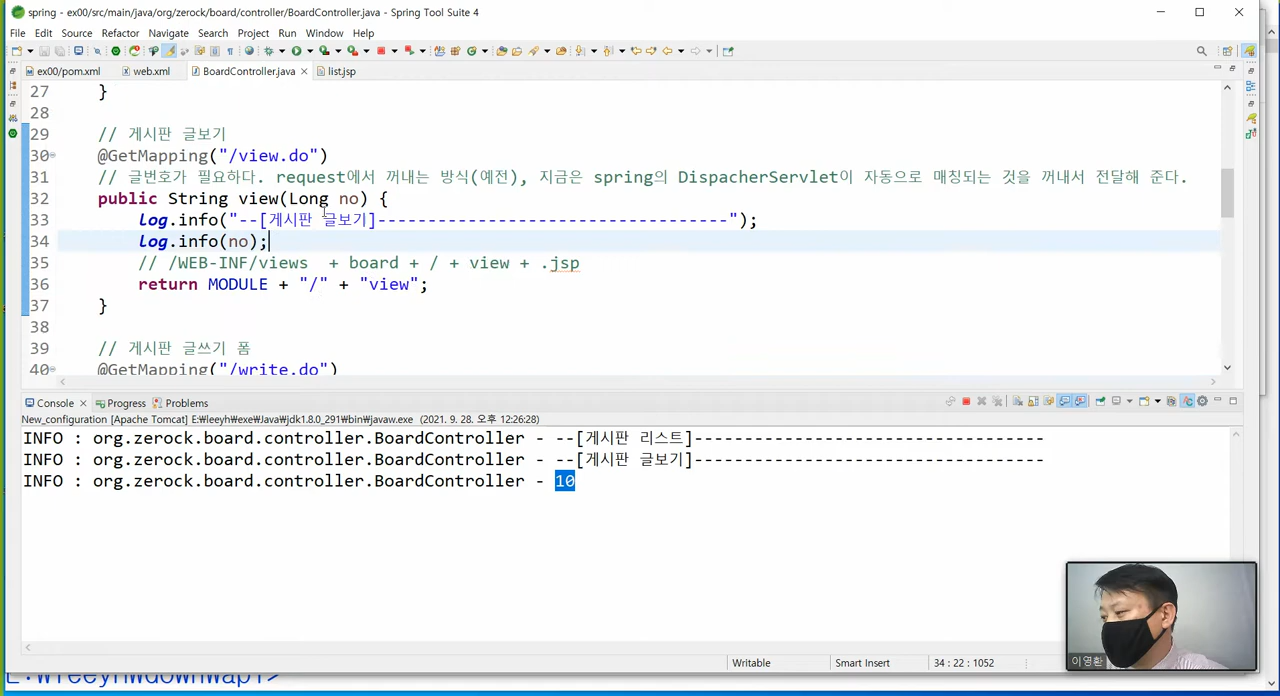 spring - ex00/src/main/java/org/zerock/board/controller/BoardController.java - Spring Tool Suite 4
File Edit Source Refactor Navigate Search Project Run Window Help
ex00/pom.xml web.xml BoardController.java list.jsp
27 }
28
29 // 게시판 글보기
30 @GetMapping("/view.do")
31 // 글번호가 필요하다. request에서 꺼내는 방식(예전), 지금은 spring의 DispacherServlet이 자동으로 매칭되는 것을 꺼내서 전달해 준다.
32 public String view(Long no) {
33 log.info("--[게시판 글보기]-----------------------------------");
34 log.info(no);
35 // /WEB-INF/views + board + / + view + .jsp
36 return MODULE + "/" + "view";
37 }
38
39 // 게시판 글쓰기 폼
40 @GetMapping("/write.do")
Console Progress Problems
New_configuration [Apache Tomcat] E:₩leeyh₩exe₩Java₩jdk1.8.0_291₩bin₩javaw.exe (2021. 9. 28. 오후 12:26:28)
INFO : org.zerock.board.controller.BoardController - --[게시판 리스트]-----------------------------------
INFO : org.zerock.board.controller.BoardController - --[게시판 글보기]-----------------------------------
INFO : org.zerock.board.controller.BoardController - 10
이영환
Writable Smart Insert 34 : 22 : 1052